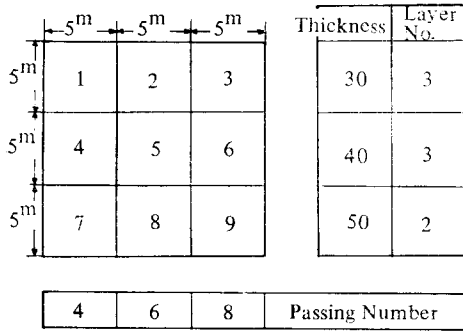 5m 5m 5m
Thickness Layer No.
5m 1 2 3 30 3
5m 4 5 6 40 3
5m 7 8 9 50 2
4 6 8 Passing Number